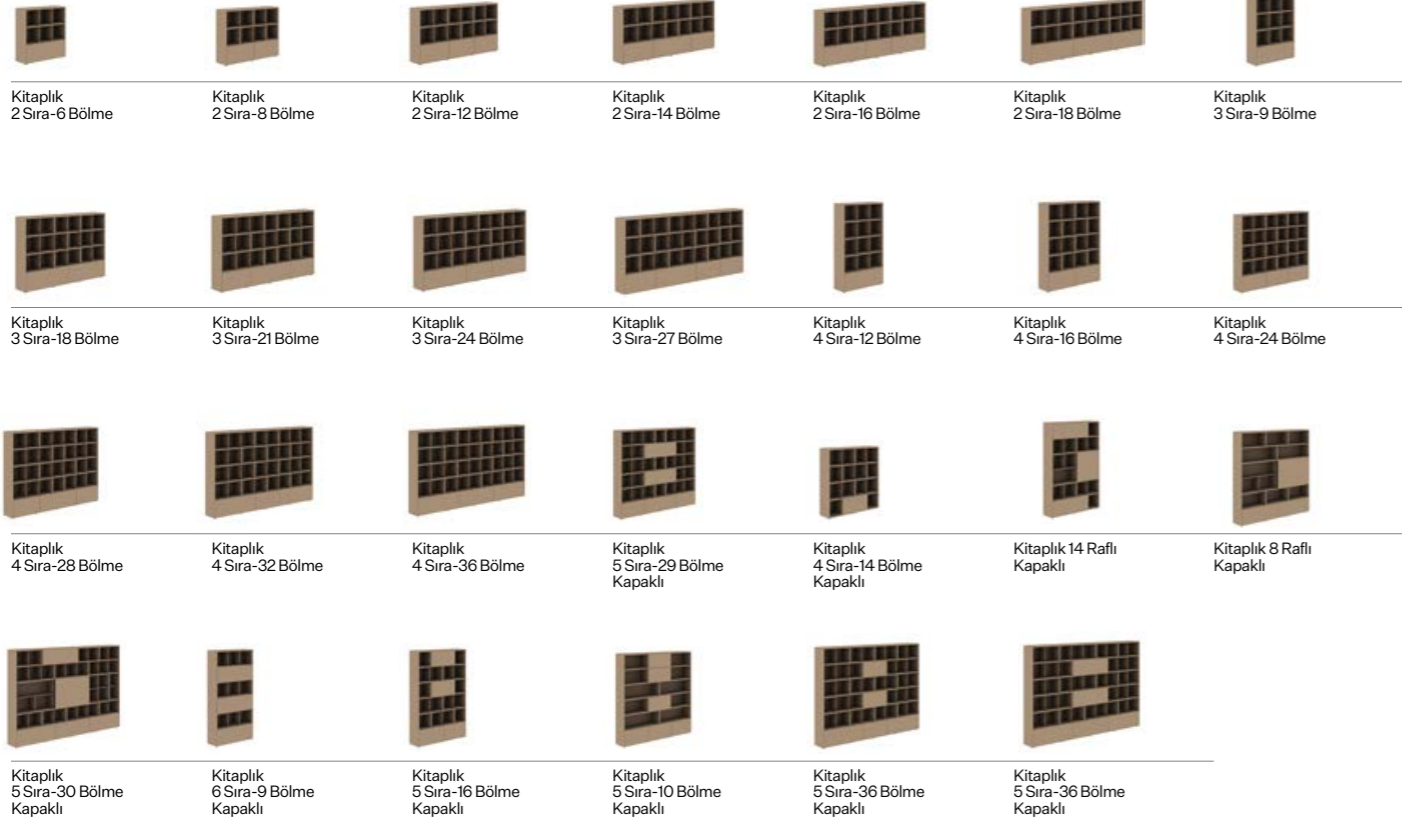 Kitaplık
2 Sıra-6 Bölme
Kitaplık
2 Sıra-8 Bölme
Kitaplık
2 Sıra-12 Bölme
Kitaplık
2 Sıra-14 Bölme
Kitaplık
2 Sıra-16 Bölme
Kitaplık
2 Sıra-18 Bölme
Kitaplık
3 Sıra-9 Bölme
Kitaplık
3 Sıra-18 Bölme
Kitaplık
3 Sıra-21 Bölme
Kitaplık
3 Sıra-24 Bölme
Kitaplık
3 Sıra-27 Bölme
Kitaplık
4 Sıra-12 Bölme
Kitaplık
4 Sıra-16 Bölme
Kitaplık
4 Sıra-24 Bölme
Kitaplık
4 Sıra-28 Bölme
Kitaplık
4 Sıra-32 Bölme
Kitaplık
4 Sıra-36 Bölme
Kitaplık
5 Sıra-29 Bölme
Kapaklı
Kitaplık
4 Sıra-14 Bölme
Kapaklı
Kitaplık 14 Raflı
Kapaklı
Kitaplık 8 Raflı
Kapaklı
Kitaplık
5 Sıra-30 Bölme
Kapaklı
Kitaplık
6 Sıra-9 Bölme
Kapaklı
Kitaplık
5 Sıra-16 Bölme
Kapaklı
Kitaplık
5 Sıra-10 Bölme
Kapaklı
Kitaplık
5 Sıra-36 Bölme
Kapaklı
Kitaplık
5 Sıra-36 Bölme
Kapaklı